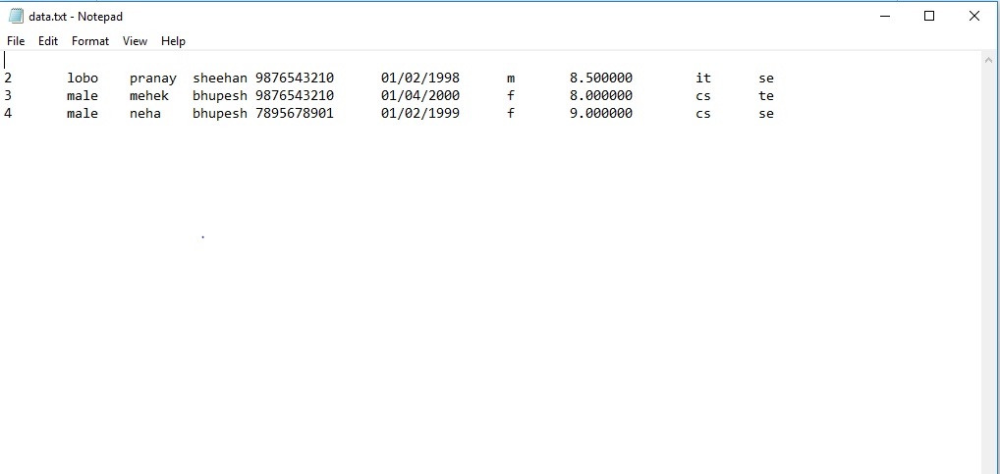 data.txt - Notepad
File Edit Format View Help
2 lobo pranay sheehan 9876543210 01/02/1998 m 8.500000 it se
3 male mehek bhupesh 9876543210 01/04/2000 f 8.000000 cs te
4 male neha bhupesh 7895678901 01/02/1999 f 9.000000 cs se